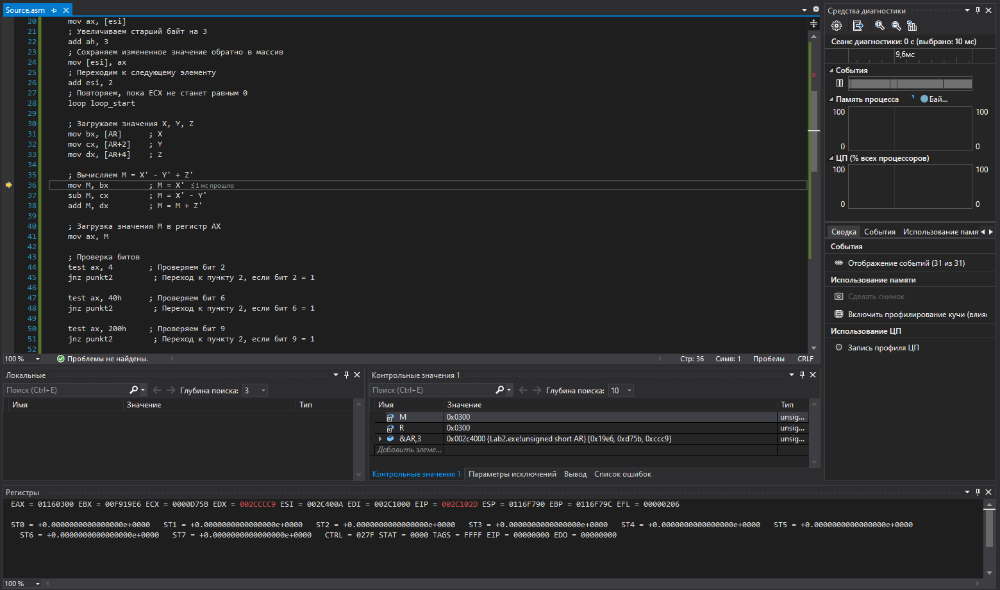 Source.asm
20 mov ax, [esi]
21 ; Увеличиваем старший байт на 3
22 add ah, 3
23 ; Сохраняем измененное значение обратно в массив
24 mov [esi], ax
25 ; Переходим к следующему элементу
26 add esi, 2
27 ; Повторяем, пока ECX не станет равным 0
28 loop loop_start
29
30 ; Загружаем значения X, Y, Z
31 mov bx, [AR] ; X
32 mov cx, [AR+2] ; Y
33 mov dx, [AR+4] ; Z
34
35 ; Вычисляем M = X' - Y' + Z'
36 mov M, bx ; M = X' ≤1 мс прошло
37 sub M, cx ; M = X' - Y'
38 add M, dx ; M = M + Z'
39
40 ; Загрузка значения M в регистр AX
41 mov ax, M
42
43 ; Проверка битов
44 test ax, 4 ; Проверяем бит 2
45 jnz punkt2 ; Переход к пункту 2, если бит 2 = 1
46
47 test ax, 40h ; Проверяем бит 6
48 jnz punkt2 ; Переход к пункту 2, если бит 6 = 1
49
50 test ax, 200h ; Проверяем бит 9
51 jnz punkt2 ; Переход к пункту 2, если бит 9 = 1
52
100 % Проблемы не найдены. Стр: 36 Симв: 1 Пробелы CRLF
Средства диагностики
Сеанс диагностики: 0 с (выбрано: 10 мс)
9,6мс
События
Память процесса Бай...
100 100
0 0
ЦП (% всех процессоров)
100 100
0 0
Сводка События Использование памят
События
Отображение событий (31 из 31)
Использование памяти
Сделать снимок
Включить профилирование кучи (влия
Использование ЦП
Запись профиля ЦП
Локальные
Поиск (Ctrl+E) Глубина поиска: 3
Имя Значение Тип
Контрольные значения 1
Поиск (Ctrl+E) Глубина поиска: 10
Имя Значение Тип
M 0x0300 unsig...
R 0x0300 unsig...
&AR,3 0x002c4000 {Lab2.exe!unsigned short AR} {0x19e6, 0xd75b, 0xccc9} unsig...
Добавить элеме...
Контрольные значения 1 Параметры исключений Вывод Список ошибок
Регистры
EAX = 01160300 EBX = 00F919E6 ECX = 0000D75B EDX = 002CCCC9 ESI = 002C400A EDI = 002C1000 EIP = 002C102D ESP = 0116F790 EBP = 0116F79C EFL = 00000206
ST0 = +0.0000000000000000e+0000 ST1 = +0.0000000000000000e+0000 ST2 = +0.0000000000000000e+0000 ST3 = +0.0000000000000000e+0000 ST4 = +0.0000000000000000e+0000 ST5 = +0.0000000000000000e+0000
ST6 = +0.0000000000000000e+0000 ST7 = +0.0000000000000000e+0000 CTRL = 027F STAT = 0000 TAGS = FFFF EIP = 00000000 EDO = 00000000
100 %